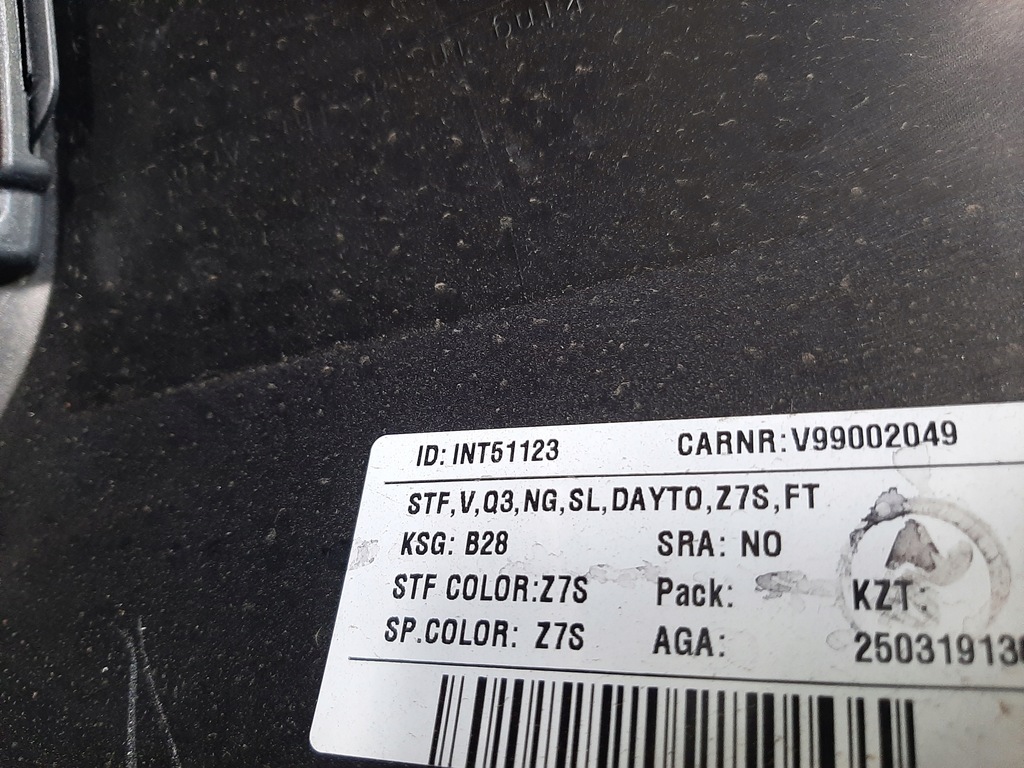 ID: INT51123 CARNR: V99002049
STF,V,Q3,NG,SL,DAYTO,Z7S,FT
KSG: B28 SRA: NO
STF COLOR:Z7S Pack: KZT:
SP.COLOR: Z7S AGA: 25031913